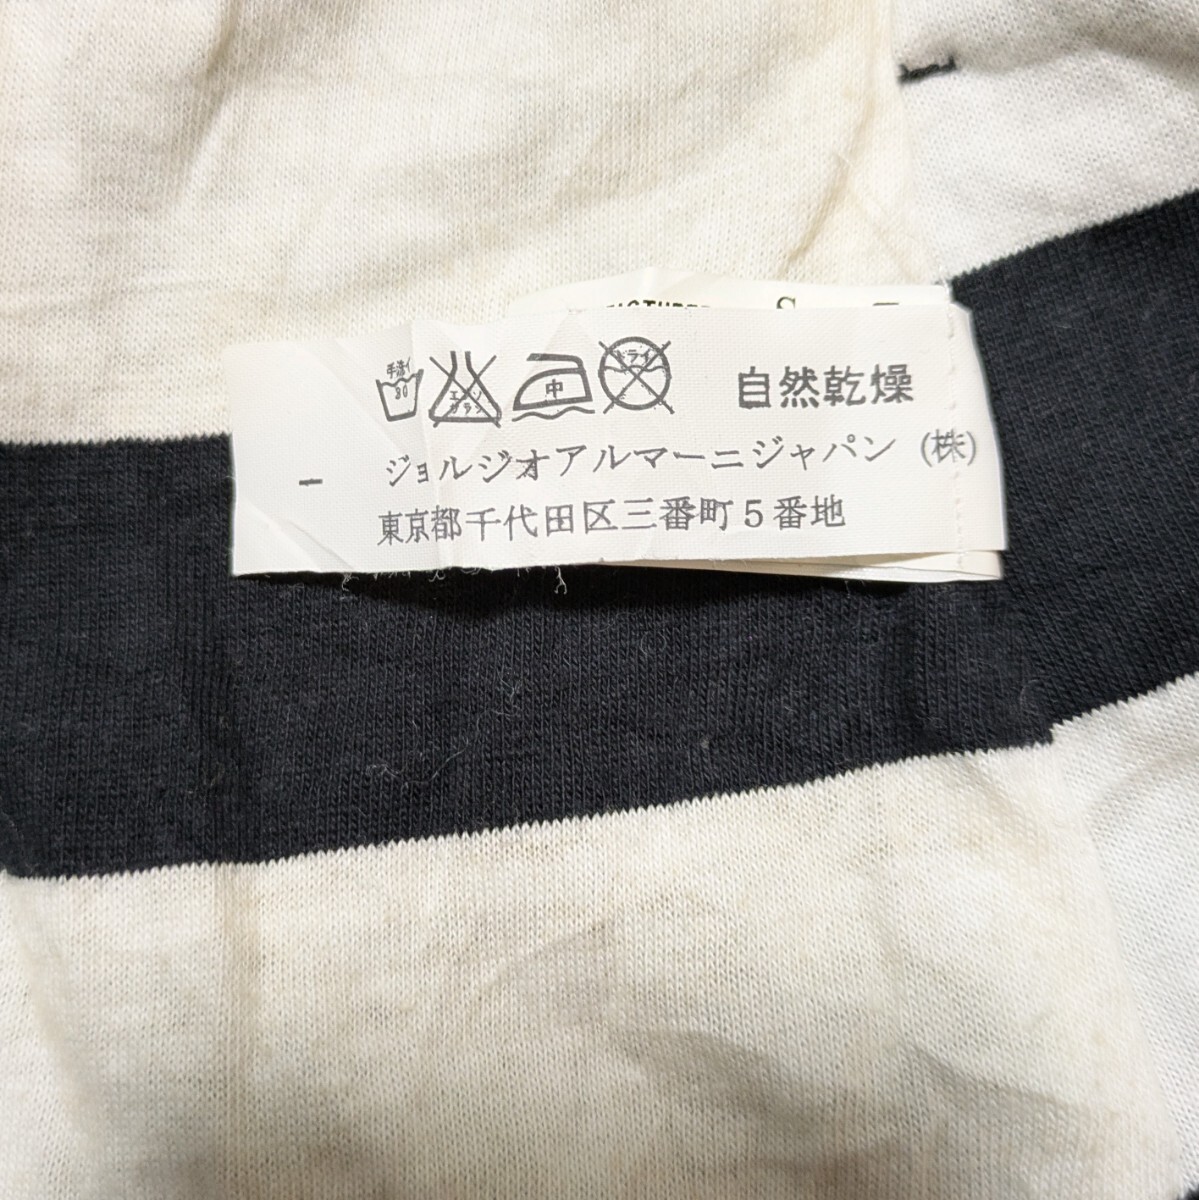 手洗イ 30 エンソ サラシ 中 ドライ 自然乾燥
ジョルジオアルマーニジャパン (株)
東京都千代田区三番町5番地